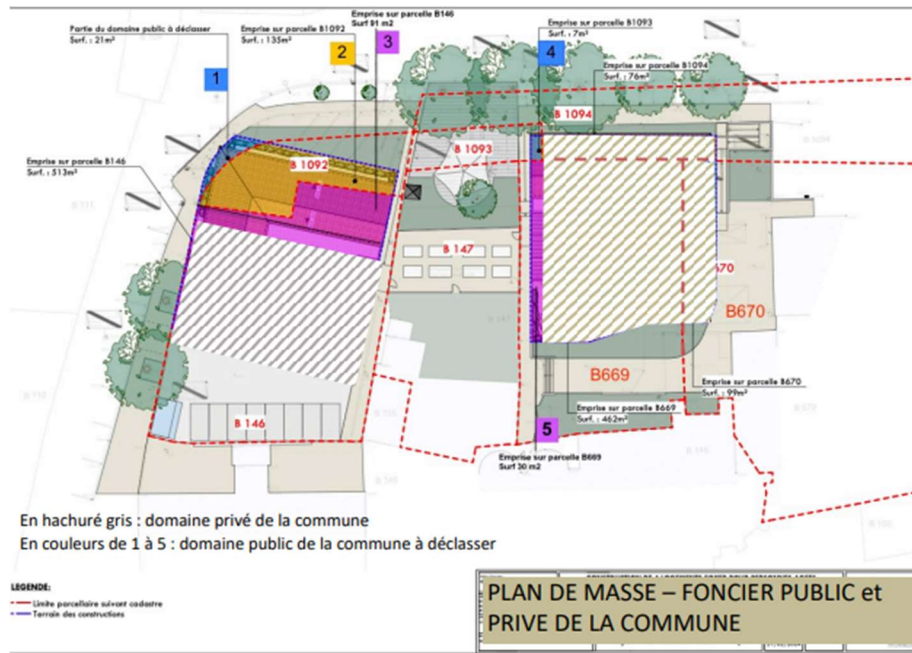 Partie du domaine public à déclasser
Surf. : 21m²
Emprise sur parcelle B1092
Surf. : 135m²
Emprise sur parcelle B146
Surf 91 m2
Emprise sur parcelle B1093
Surf. : 7m²
Emprise sur parcelle B1094
Surf. : 76m²
1
2
3
4
B 1094
B 1093
B 1092
Emprise sur parcelle B146
Surf. : 513m²
B 147
B670
B669
Emprise sur parcelle B670
Surf. : 99m²
Emprise sur parcelle B669
Surf. : 462m²
B 146
5
Emprise sur parcelle B669
Surf 30 m2
En hachuré gris : domaine privé de la commune
En couleurs de 1 à 5 : domaine public de la commune à déclasser
LEGENDE:
Limite parcellaire suivant cadastre
Terrain des constructions
PLAN DE MASSE – FONCIER PUBLIC et
PRIVE DE LA COMMUNE